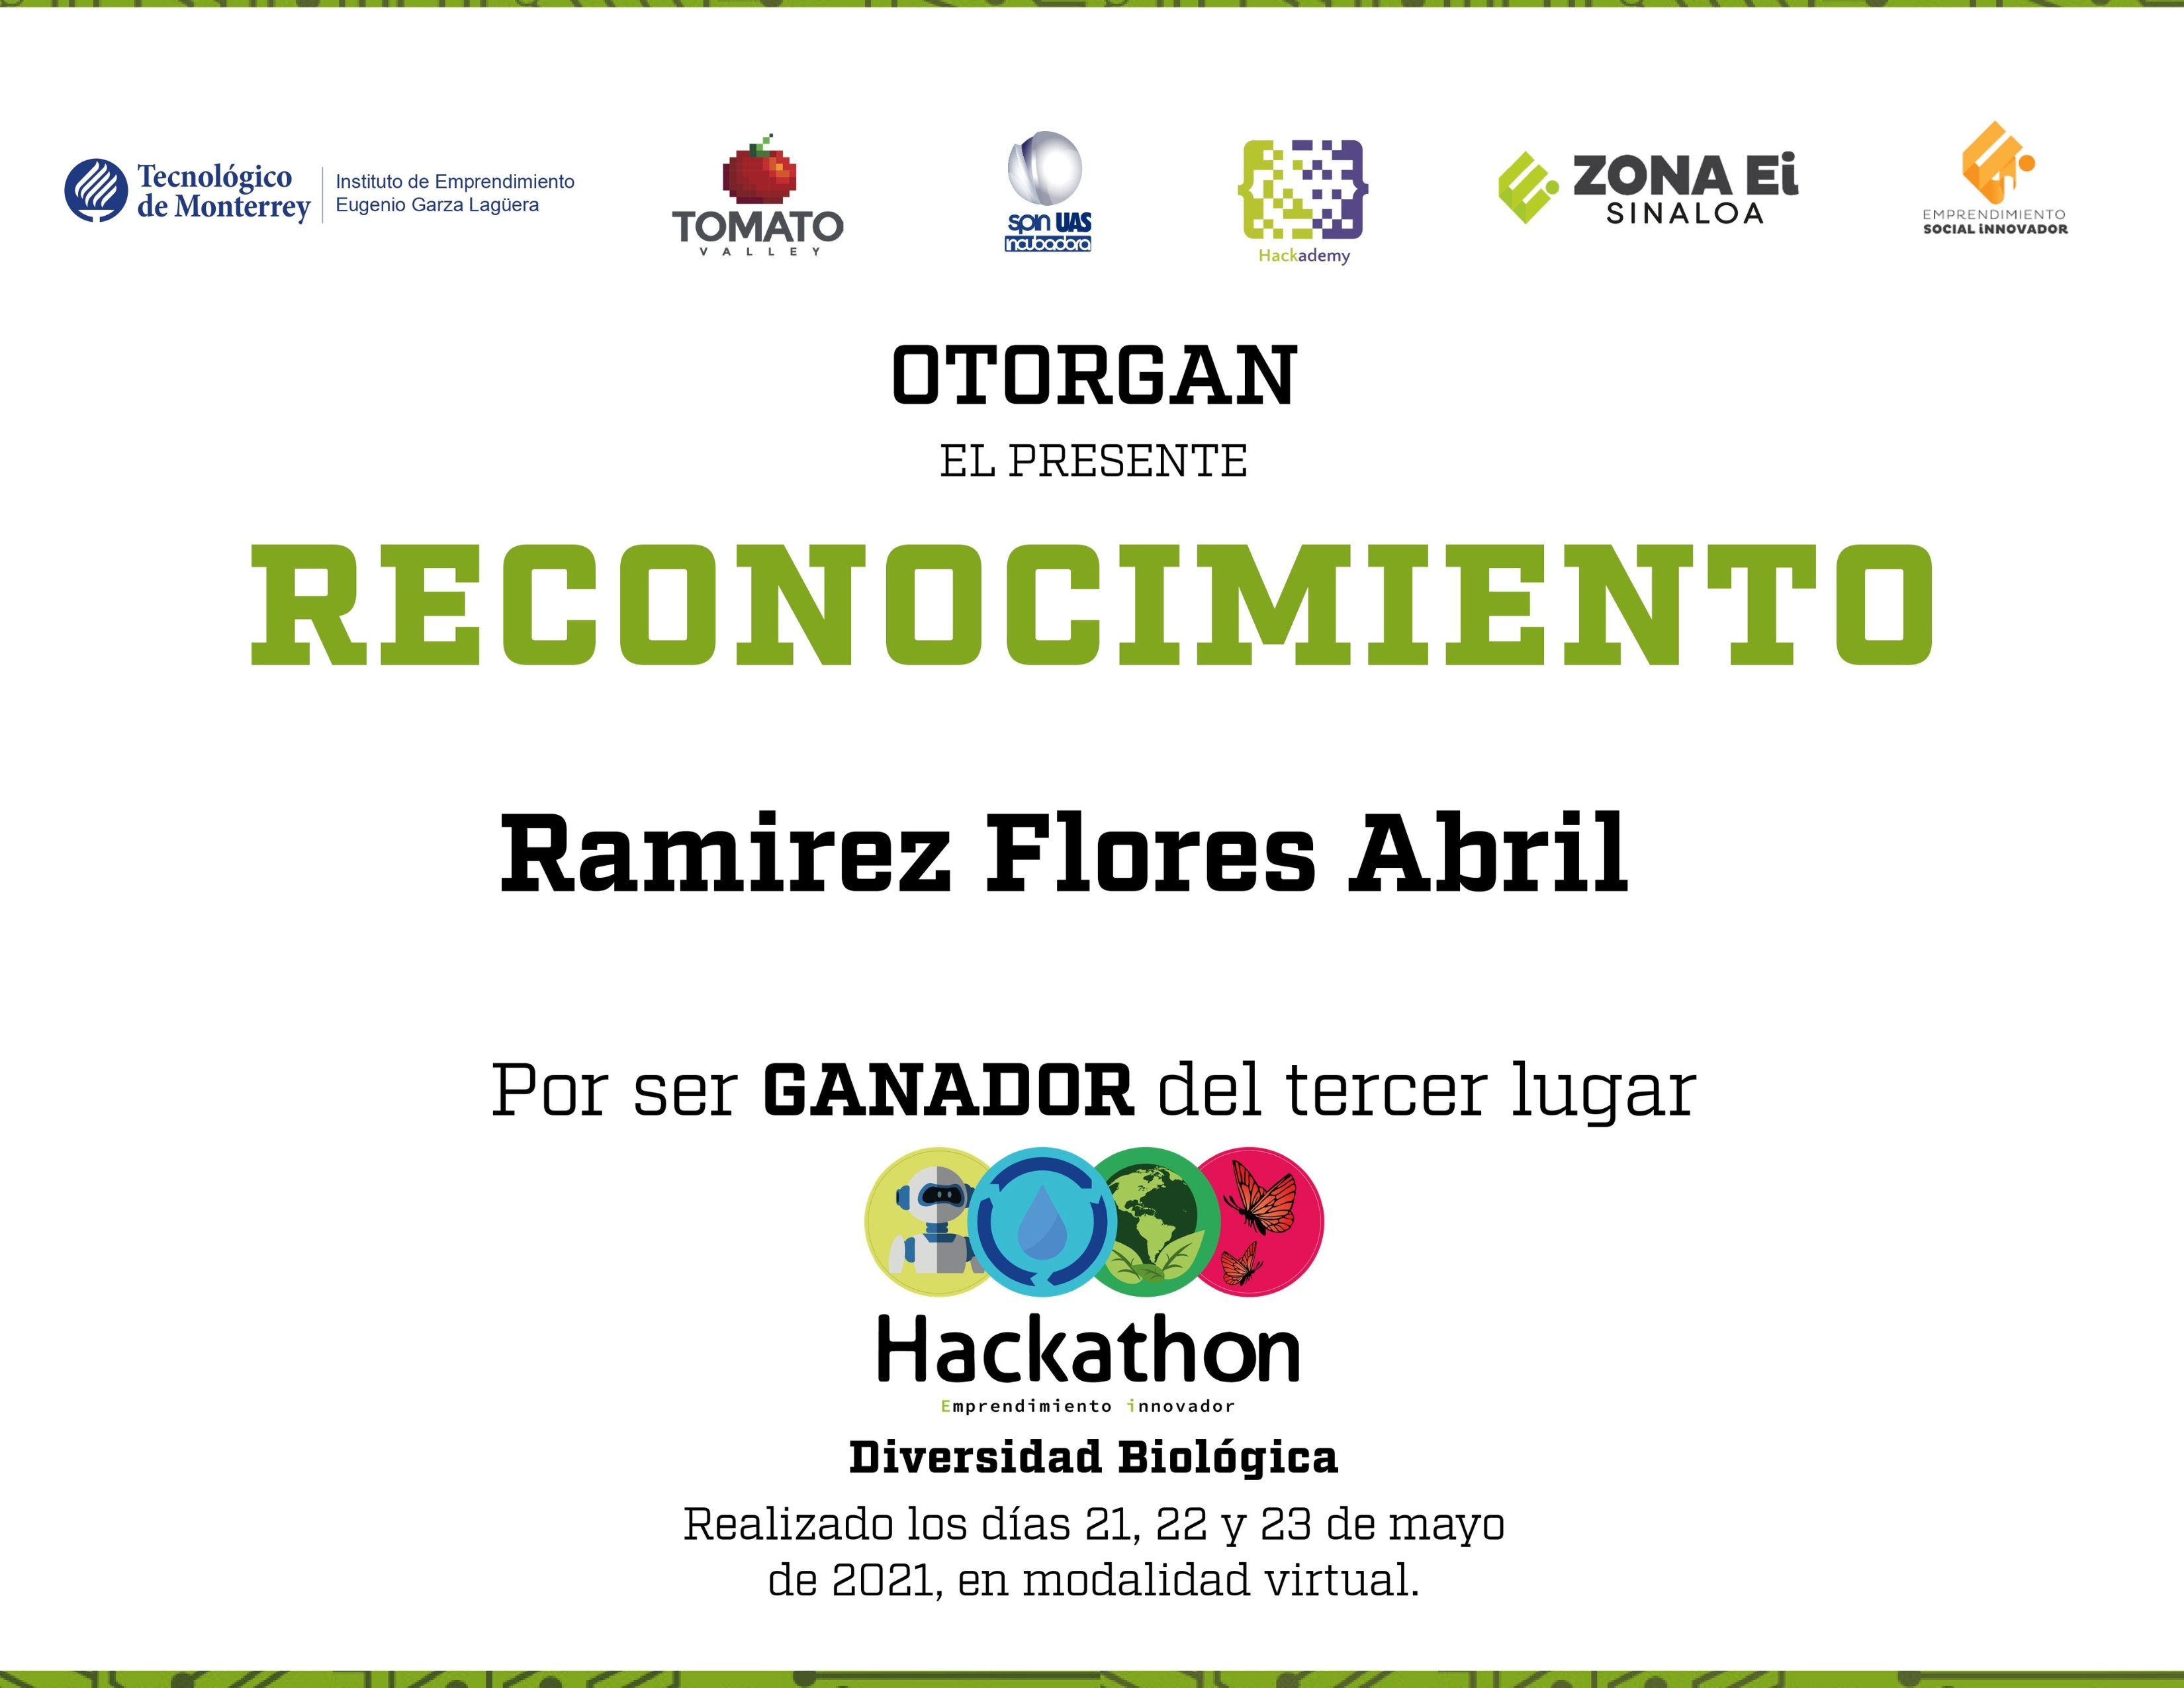 Tecnológico
de Monterrey
Instituto de Emprendimiento
Eugenio Garza Lagüera
TOMATO
VALLEY
spin UAS
incubadora
Hackademy
ZONA Ei
SINALOA
EMPRENDIMIENTO
SOCIAL iNNOVADOR
OTORGAN
EL PRESENTE
RECONOCIMIENTO
Ramirez Flores Abril
Por ser GANADOR del tercer lugar
Hackathon
Emprendimiento innovador
Diversidad Biológica
Realizado los días 21, 22 y 23 de mayo
de 2021, en modalidad virtual.